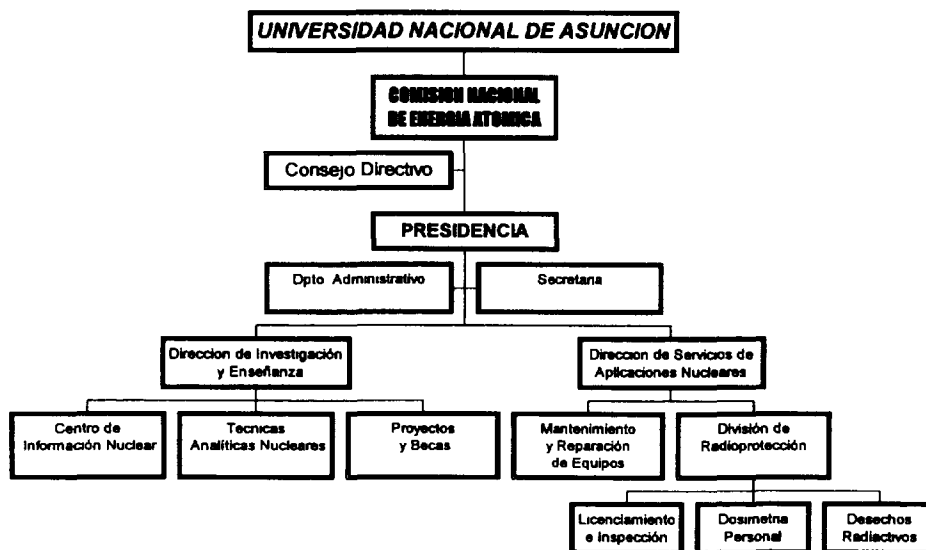 UNIVERSIDAD NACIONAL DE ASUNCION
COMISION NACIONAL
DE ENERGIA ATOMICA
Consejo Directivo
PRESIDENCIA
Dpto Administrativo
Secretaria
Direccion de Investigación
y Enseñanza
Direccion de Servicios de
Aplicaciones Nucleares
Centro de
Información Nuclear
Tecnicas
Analíticas Nucleares
Proyectos
y Becas
Mantenimiento
y Reparación
de Equipos
División de
Radioprotección
Licenciamiento
e Inspección
Dosimetria
Personal
Desechos
Radiactivos